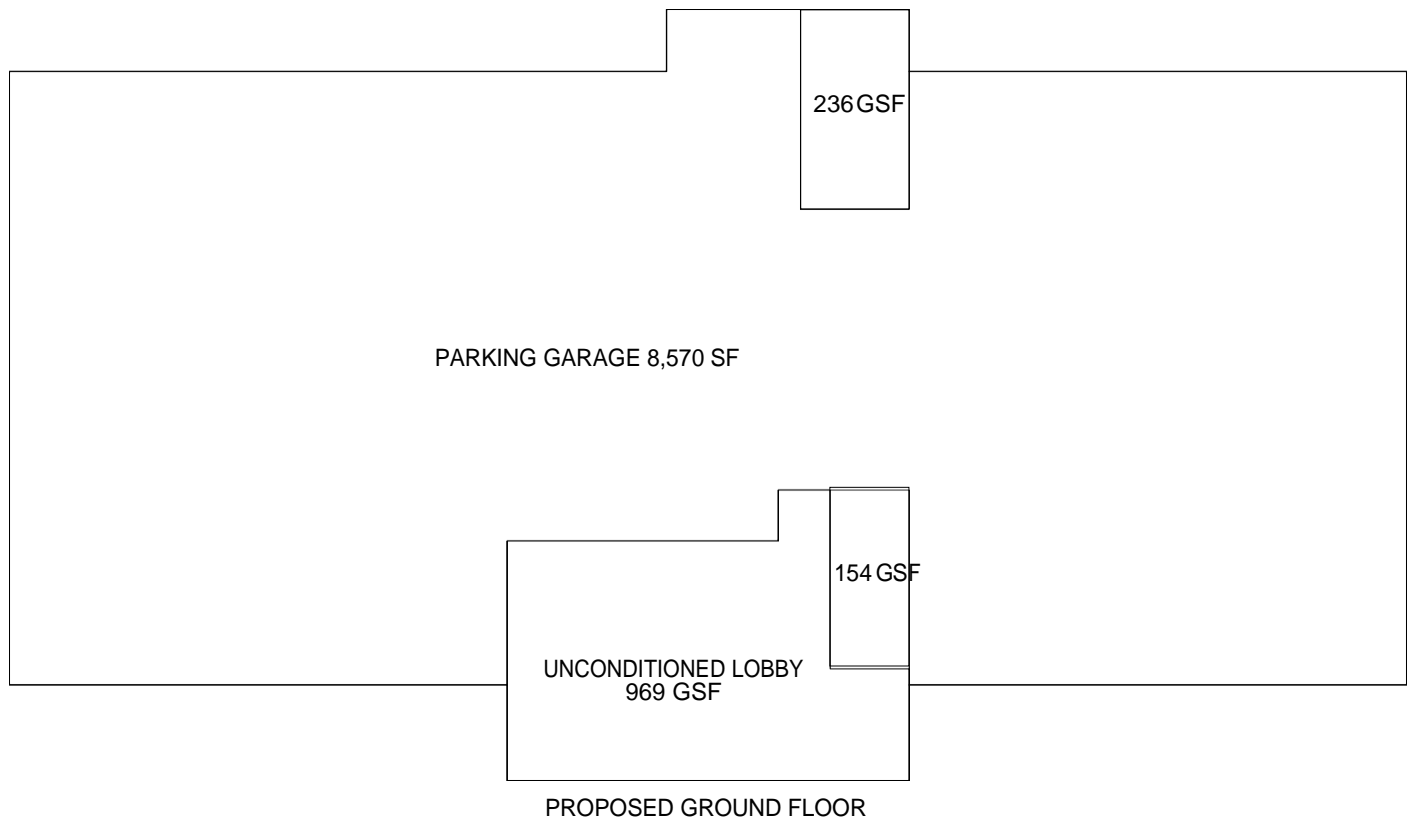 236 GSF
PARKING GARAGE 8,570 SF
154 GSF
UNCONDITIONED LOBBY
969 GSF
PROPOSED GROUND FLOOR